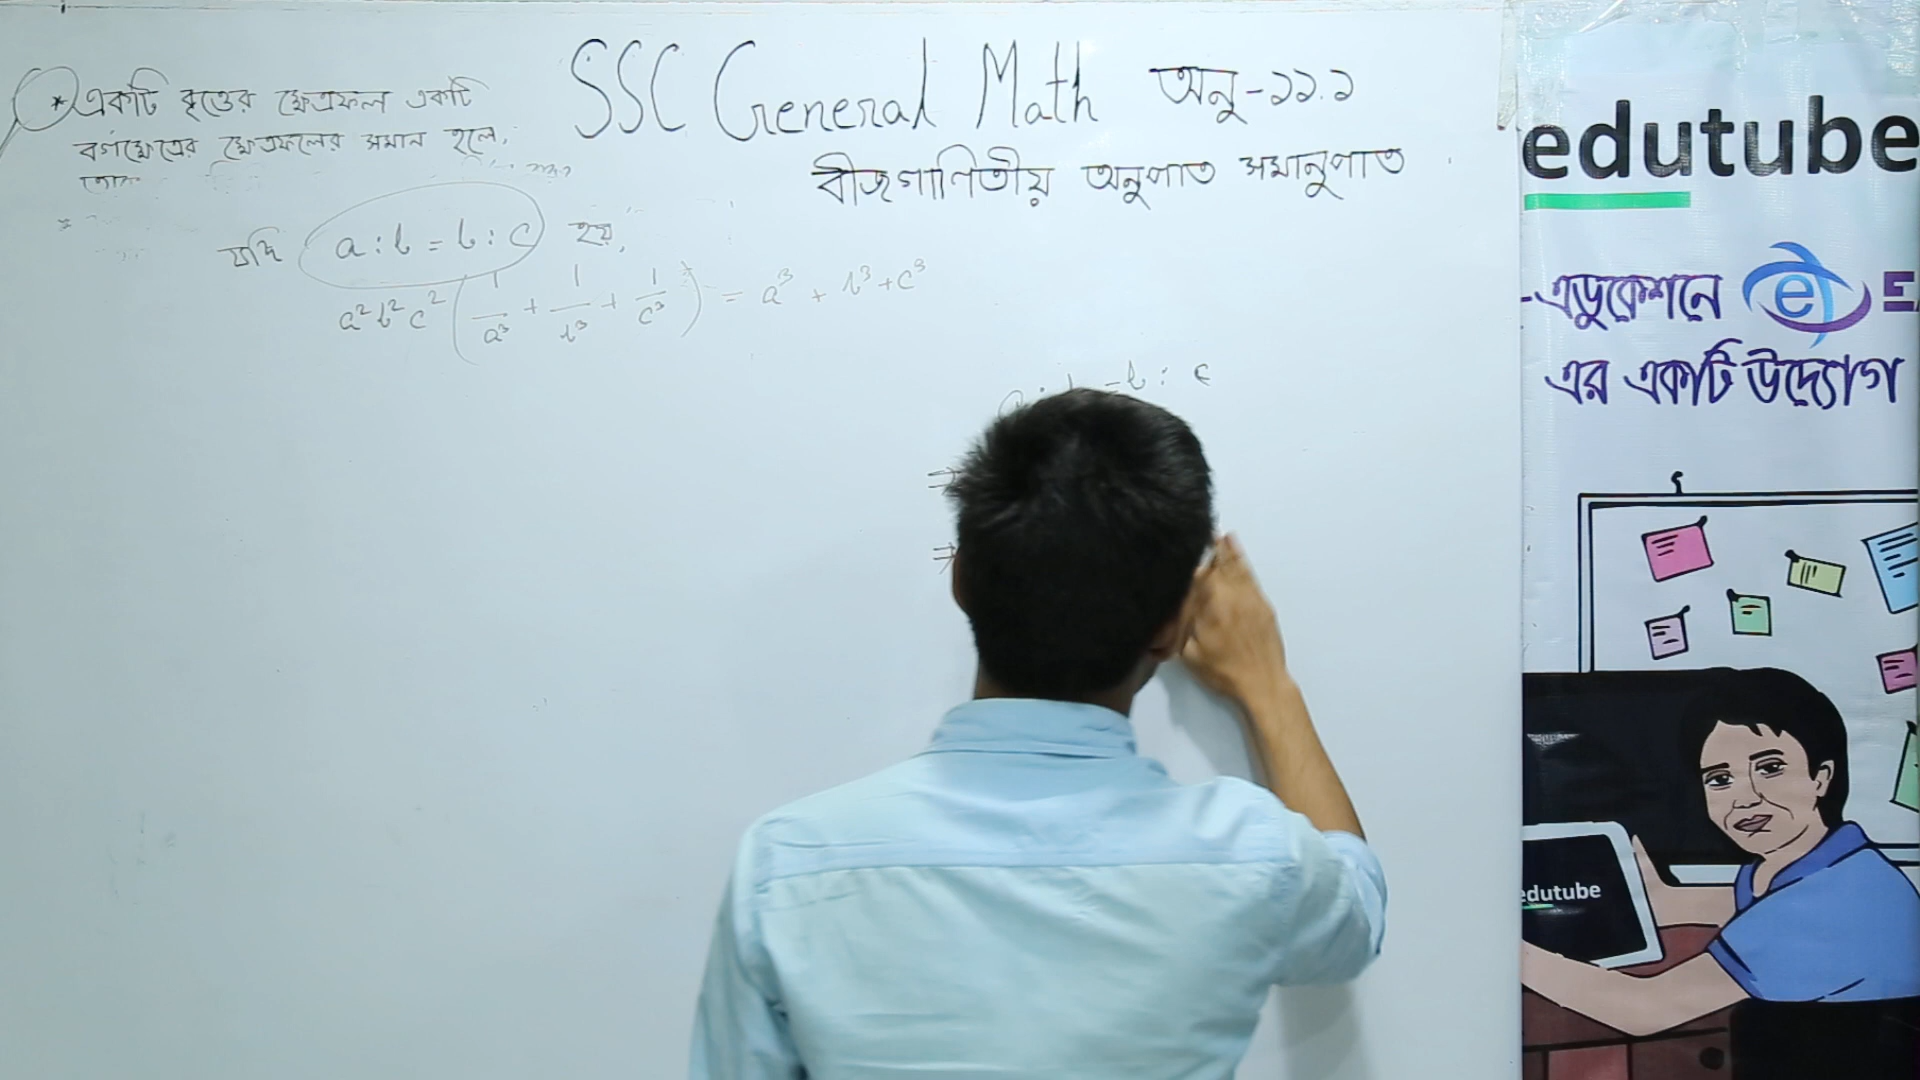 SSC General Math অনু-১১.১
বীজগাণিতীয় অনুপাত সমানুপাত
* একটি বৃত্তের ক্ষেত্রফল একটি
বর্গক্ষেত্রের ক্ষেত্রফলের সমান হলে,
যদি a : b = b : c হয়,
a²b²c² (1/a³ + 1/b³ + 1/c³) = a³ + b³ + c³
= b : c
⇒
⇒
edutube
-এডুকেশনে e
এর একটি উদ্যোগ
edutube